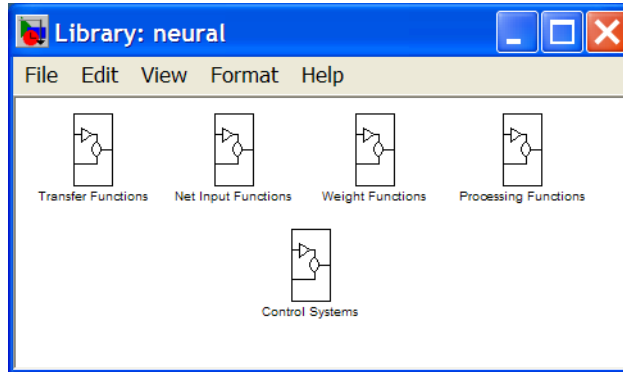 Library: neural
File Edit View Format Help
Transfer Functions Net Input Functions Weight Functions Processing Functions
Control Systems